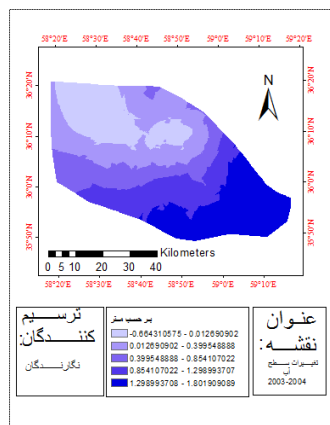 58°20'E 58°30'E 58°40'E 58°50'E 59°0'E 59°10'E 59°20'E
36°20'N 36°20'N
N
36°10'N 36°10'N
36°0'N 36°0'N
35°50'N 35°50'N
Kilometers
0 5 10 20 30 40
58°20'E 58°30'E 58°40'E 58°50'E 59°0'E 59°10'E
ترسیم
کنندگان:
نگارندگان
بر حسب متر
-0.664310575 - 0.012690902
0.012690902 - 0.399548888
0.399548888 - 0.854107022
0.854107022 - 1.298993707
1.298993708 - 1.801909089
عنوان
نقشه:
تغییرات سطح
آب
2003-2004